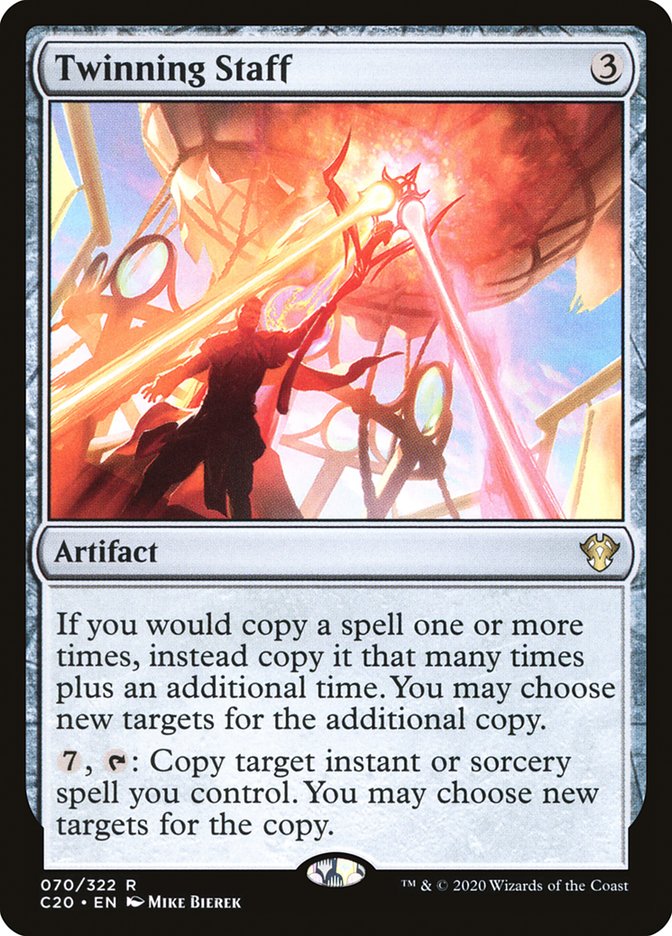 Twinning Staff 3
Artifact
If you would copy a spell one or more
times, instead copy it that many times
plus an additional time. You may choose
new targets for the additional copy.
7, : Copy target instant or sorcery
spell you control. You may choose new
targets for the copy.
070/322 R
C20 • EN Mike Bierek
™ & © 2020 Wizards of the Coast